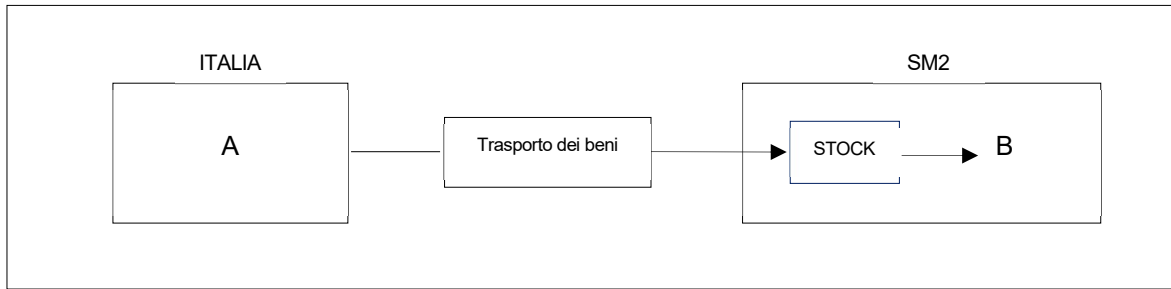 ITALIA
SM2
A
Trasporto dei beni
STOCK
B